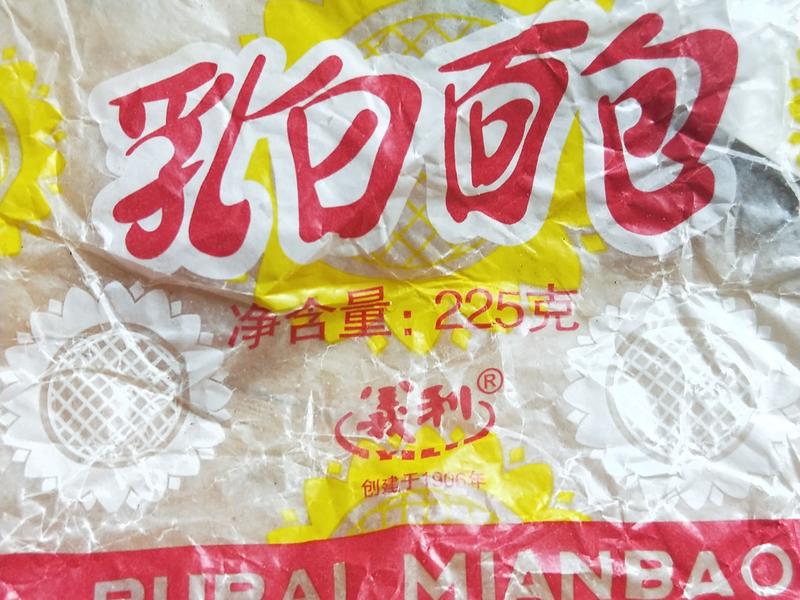 乳白面包
净含量: 225克
義利®
创建于1906年
RUBAI MIANBAO